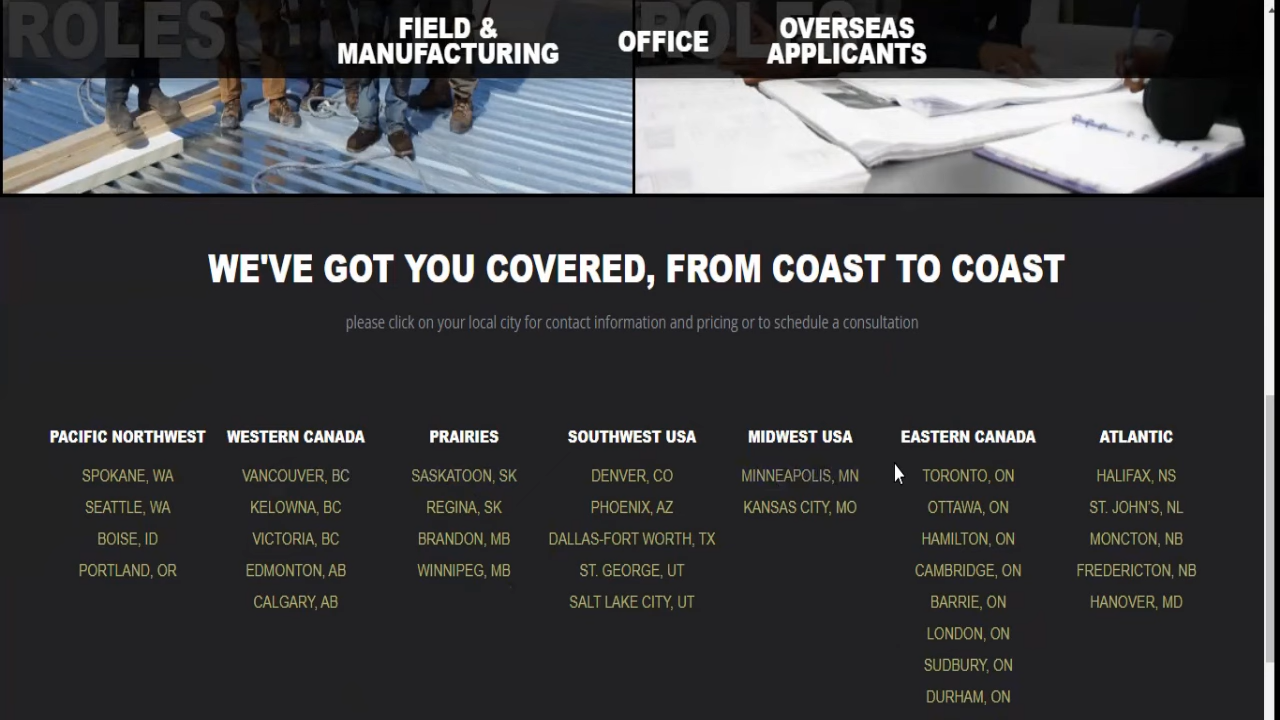 ROLES
ROLES
FIELD &
MANUFACTURING
OFFICE
OVERSEAS
APPLICANTS
WE'VE GOT YOU COVERED, FROM COAST TO COAST
please click on your local city for contact information and pricing or to schedule a consultation
PACIFIC NORTHWEST
SPOKANE, WA
SEATTLE, WA
BOISE, ID
PORTLAND, OR
WESTERN CANADA
VANCOUVER, BC
KELOWNA, BC
VICTORIA, BC
EDMONTON, AB
CALGARY, AB
PRAIRIES
SASKATOON, SK
REGINA, SK
BRANDON, MB
WINNIPEG, MB
SOUTHWEST USA
DENVER, CO
PHOENIX, AZ
DALLAS-FORT WORTH, TX
ST. GEORGE, UT
SALT LAKE CITY, UT
MIDWEST USA
MINNEAPOLIS, MN
KANSAS CITY, MO
EASTERN CANADA
TORONTO, ON
OTTAWA, ON
HAMILTON, ON
CAMBRIDGE, ON
BARRIE, ON
LONDON, ON
SUDBURY, ON
DURHAM, ON
ATLANTIC
HALIFAX, NS
ST. JOHN'S, NL
MONCTON, NB
FREDERICTON, NB
HANOVER, MD